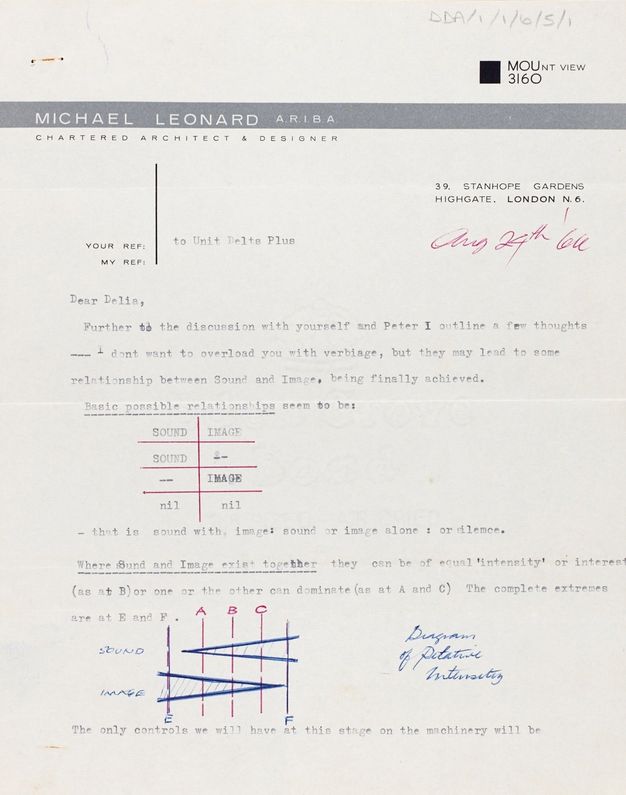 DDA/1/1/6/5/1
MOUNT VIEW
3160
MICHAEL LEONARD A.R.I.B.A.
CHARTERED ARCHITECT & DESIGNER
39, STANHOPE GARDENS
HIGHGATE, LONDON N.6.
Aug 24th '66
YOUR REF: to Unit Delts Plus
MY REF:
Dear Delia,
Further to the discussion with yourself and Peter I outline a few thoughts
--- I dont want to overload you with verbiage, but they may lead to some
relationship between Sound and Image, being finally achieved.
Basic possible relationships seem to be:
SOUND IMAGE
SOUND --
-- IMAGE
nil nil
- that is sound with, image: sound or image alone : or silence.
Where Sound and Image exist together they can be of equal 'intensity' or interest
(as at B) or one or the other can dominate (as at A and C) The complete extremes
are at E and F.
A B C
SOUND
IMAGE
E F
Diagram
of Relative
Intensity
The only controls we will have at this stage on the machinery will be